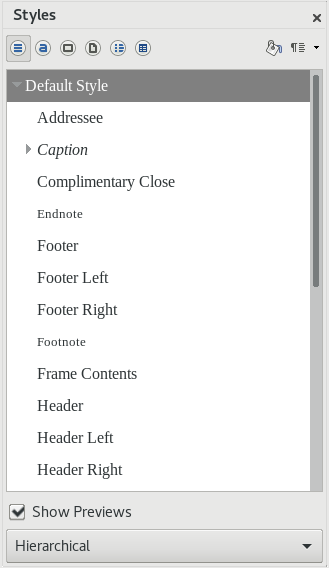 Styles
Default Style
Addressee
Caption
Complimentary Close
Endnote
Footer
Footer Left
Footer Right
Footnote
Frame Contents
Header
Header Left
Header Right
Show Previews
Hierarchical